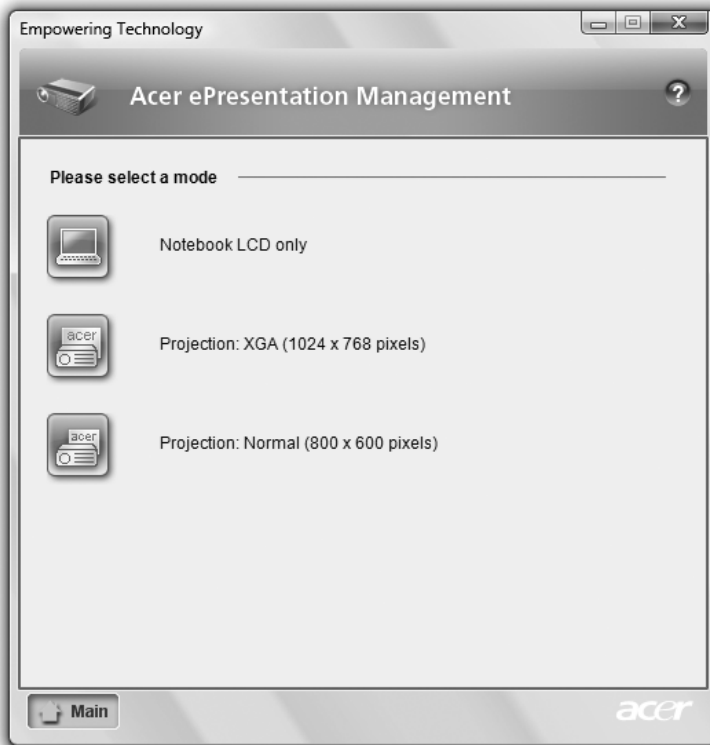 Empowering Technology
Acer ePresentation Management
?
Please select a mode
Notebook LCD only
acer
Projection: XGA (1024 x 768 pixels)
acer
Projection: Normal (800 x 600 pixels)
Main
acer